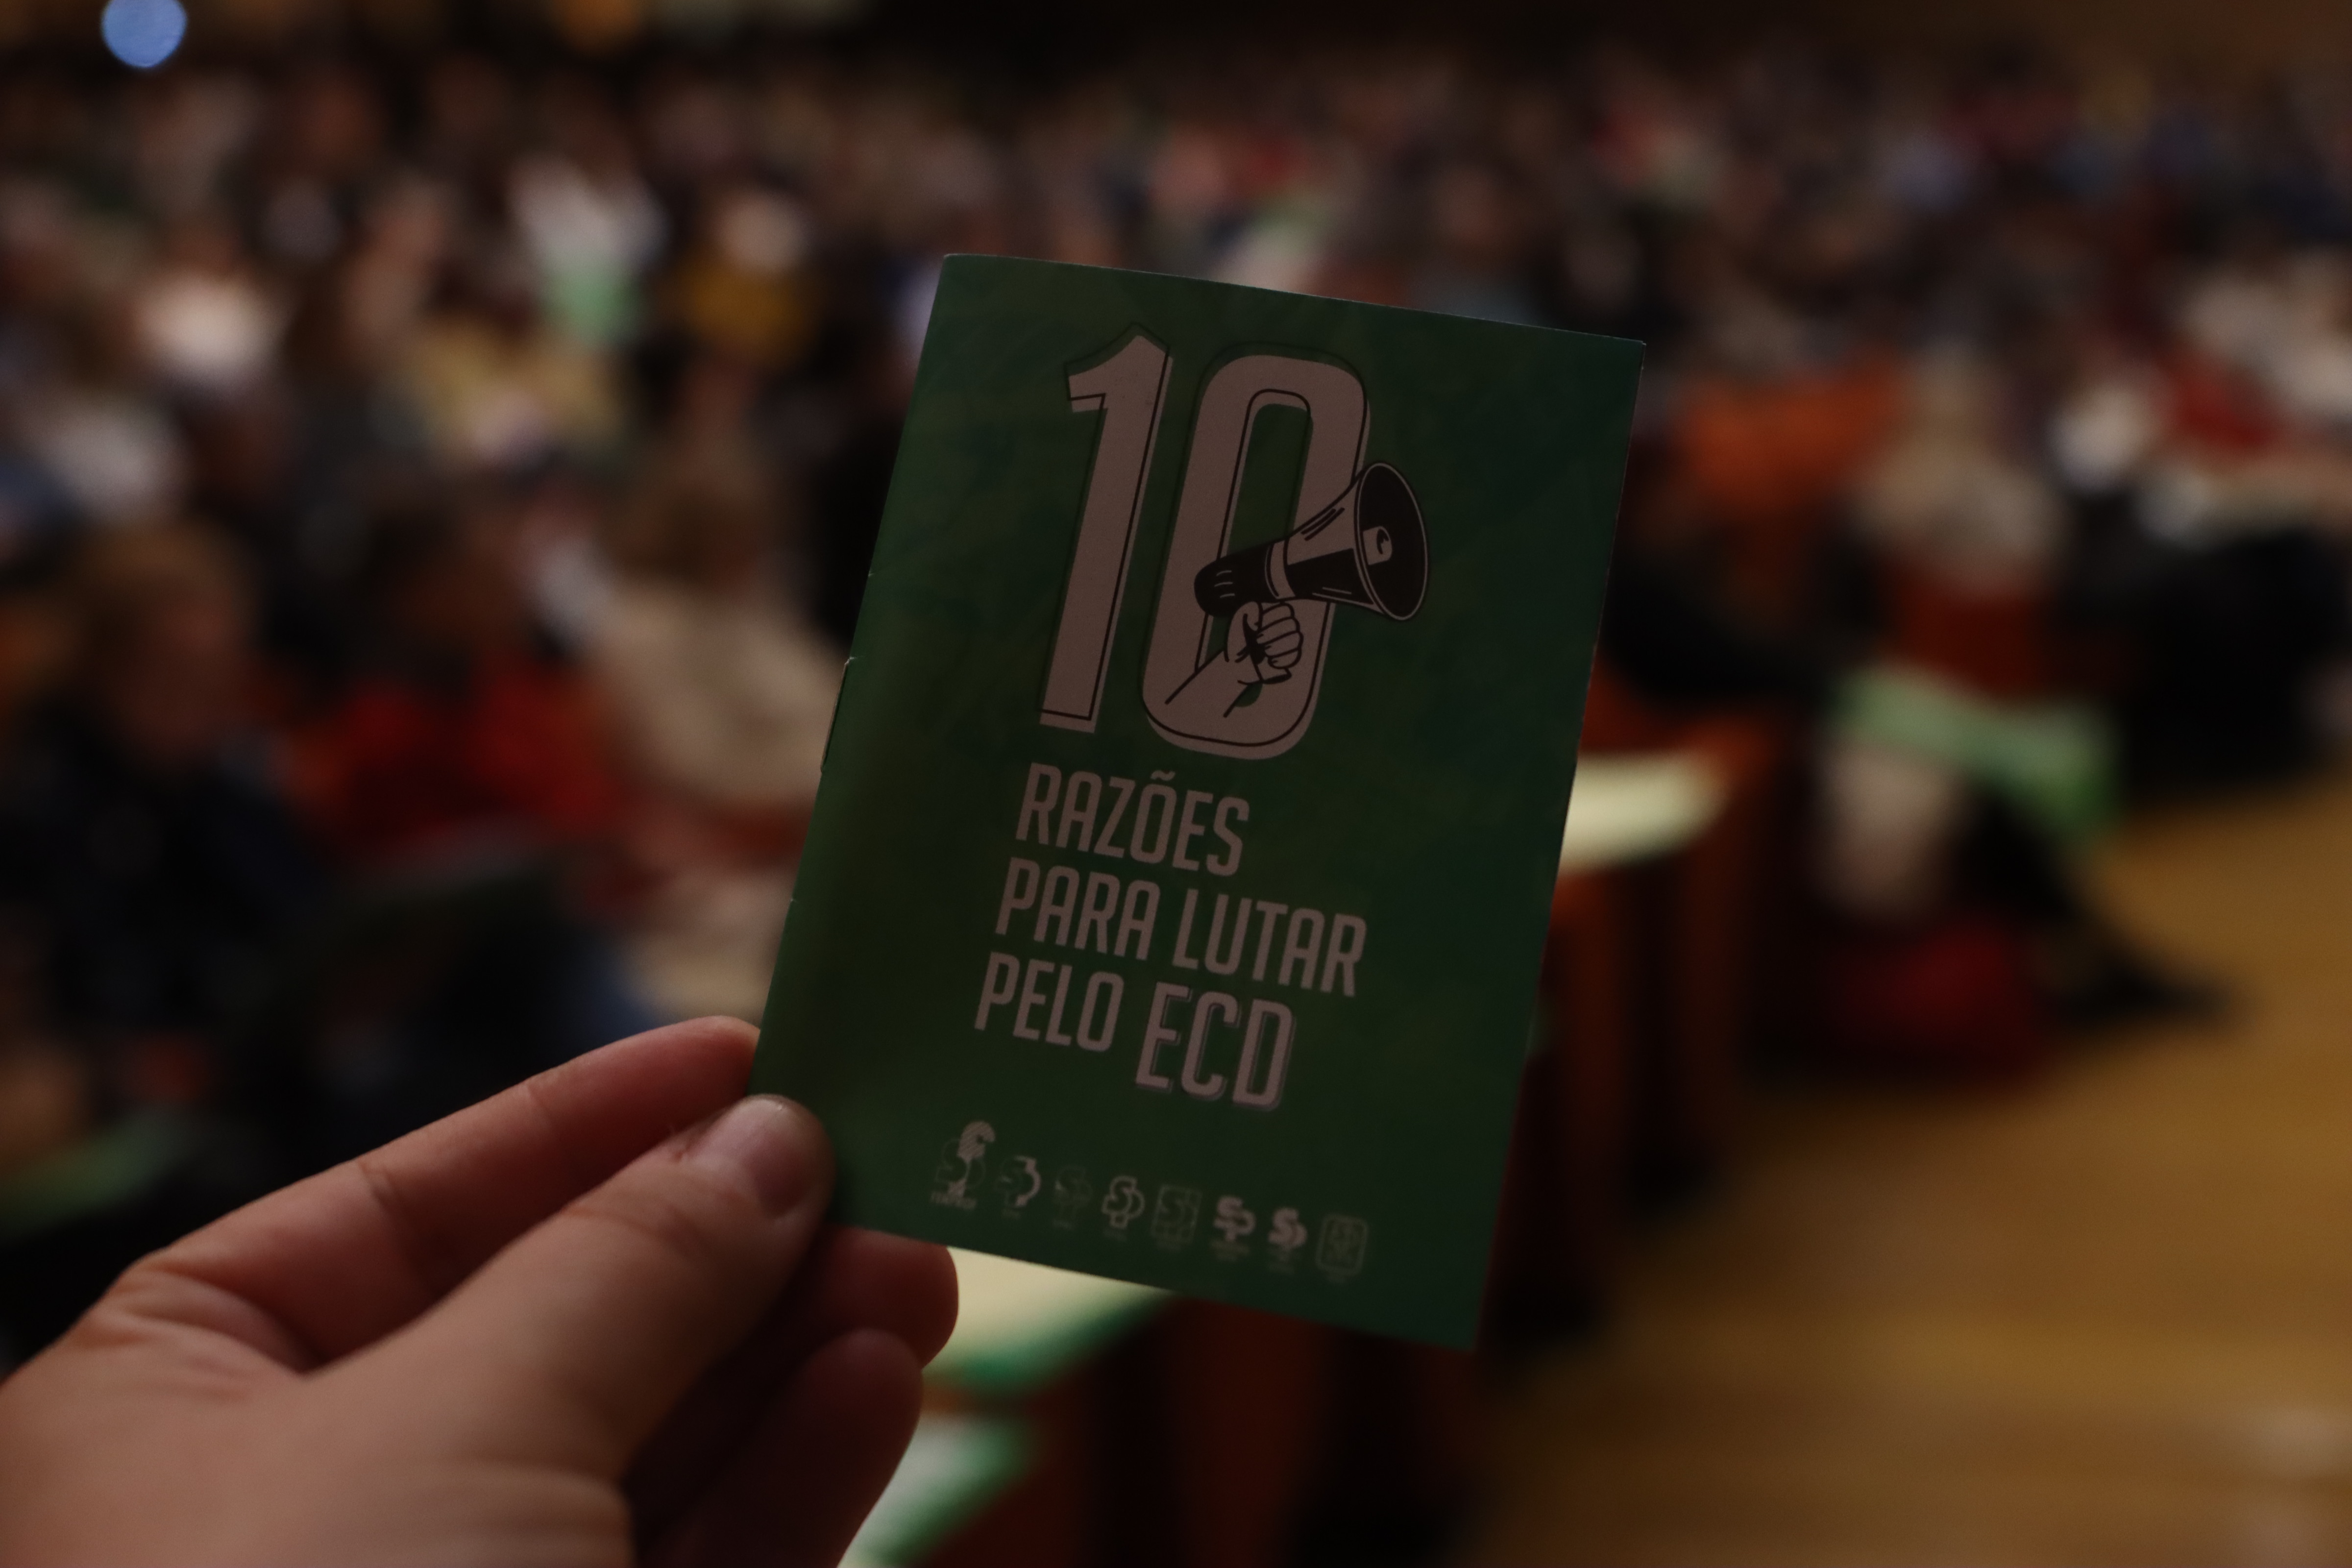 10
RAZÕES
PARA LUTAR
PELO ECD